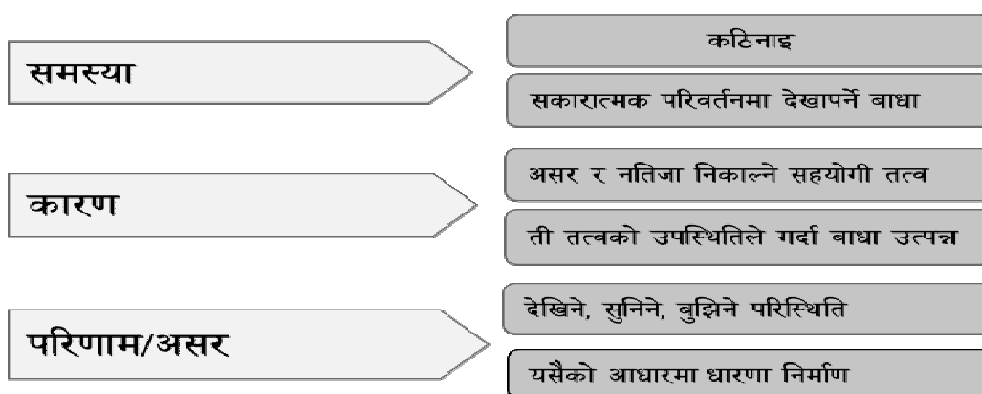 समस्या
कठिनाइ
सकारात्मक परिवर्तनमा देखापर्ने बाधा
कारण
असर र नतिजा निकाल्ने सहयोगी तत्व
ती तत्वको उपस्थितिले गर्दा बाधा उत्पन्न
परिणाम/असर
देखिने, सुनिने, बुझिने परिस्थिति
यसैको आधारमा धारणा निर्माण